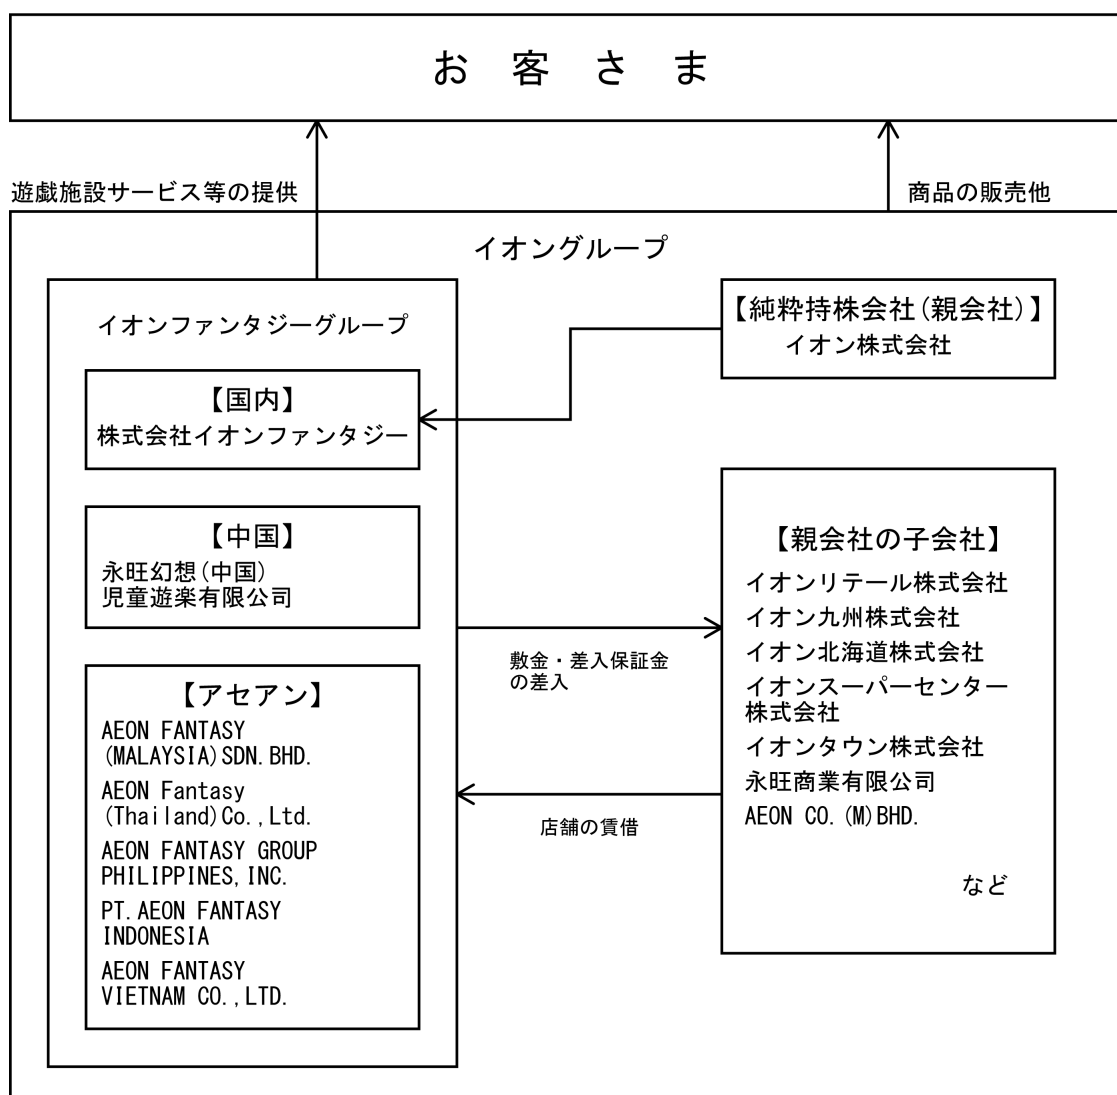 お　客　さ　ま
遊戯施設サービス等の提供
商品の販売他
イオングループ
イオンファンタジーグループ
【国内】
株式会社イオンファンタジー
【中国】
永旺幻想(中国)
児童遊楽有限公司
【アセアン】
AEON FANTASY
(MALAYSIA)SDN.BHD.
AEON Fantasy
(Thailand)Co.,Ltd.
AEON FANTASY GROUP
PHILIPPINES,INC.
PT.AEON FANTASY
INDONESIA
AEON FANTASY
VIETNAM CO.,LTD.
敷金・差入保証金
の差入
店舗の賃借
【純粋持株会社(親会社)】
イオン株式会社
【親会社の子会社】
イオンリテール株式会社
イオン九州株式会社
イオン北海道株式会社
イオンスーパーセンター
株式会社
イオンタウン株式会社
永旺商業有限公司
AEON CO.(M)BHD.
など